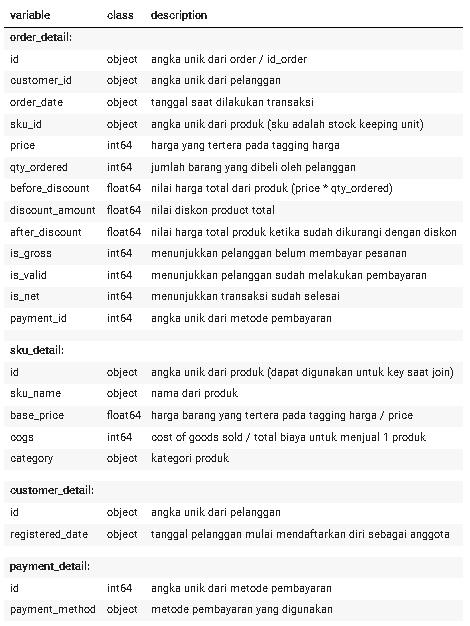 variable class description
order_detail:
id object angka unik dari order / id_order
customer_id object angka unik dari pelanggan
order_date object tanggal saat dilakukan transaksi
sku_id object angka unik dari produk (sku adalah stock keeping unit)
price int64 harga yang tertera pada tagging harga
qty_ordered int64 jumlah barang yang dibeli oleh pelanggan
before_discount float64 nilai harga total dari produk (price * qty_ordered)
discount_amount float64 nilai diskon product total
after_discount float64 nilai harga total produk ketika sudah dikurangi dengan diskon
is_gross int64 menunjukkan pelanggan belum membayar pesanan
is_valid int64 menunjukkan pelanggan sudah melakukan pembayaran
is_net int64 menunjukkan transaksi sudah selesai
payment_id int64 angka unik dari metode pembayaran
sku_detail:
id object angka unik dari produk (dapat digunakan untuk key saat join)
sku_name object nama dari produk
base_price float64 harga barang yang tertera pada tagging harga / price
cogs int64 cost of goods sold / total biaya untuk menjual 1 produk
category object kategori produk
customer_detail:
id object angka unik dari pelanggan
registered_date object tanggal pelanggan mulai mendaftarkan diri sebagai anggota
payment_detail:
id int64 angka unik dari metode pembayaran
payment_method object metode pembayaran yang digunakan